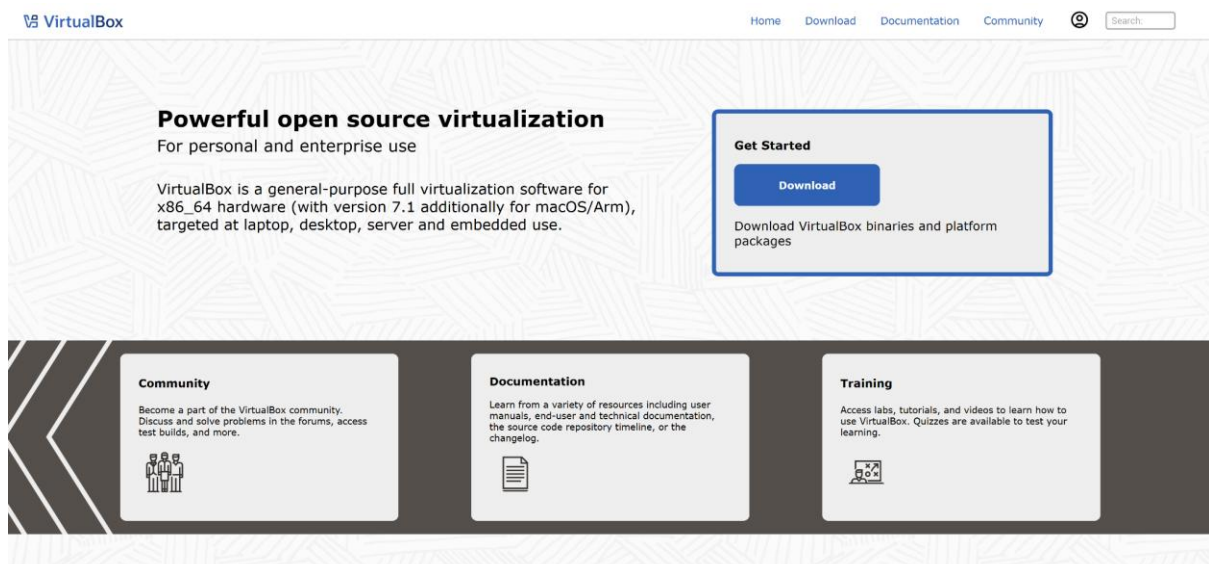 VirtualBox
Home Download Documentation Community Search:
Powerful open source virtualization
For personal and enterprise use
VirtualBox is a general-purpose full virtualization software for
x86_64 hardware (with version 7.1 additionally for macOS/Arm),
targeted at laptop, desktop, server and embedded use.
Get Started
Download
Download VirtualBox binaries and platform
packages
Community
Become a part of the VirtualBox community.
Discuss and solve problems in the forums, access
test builds, and more.
Documentation
Learn from a variety of resources including user
manuals, end-user and technical documentation,
the source code repository timeline, or the
changelog.
Training
Access labs, tutorials, and videos to learn how to
use VirtualBox. Quizzes are available to test your
learning.